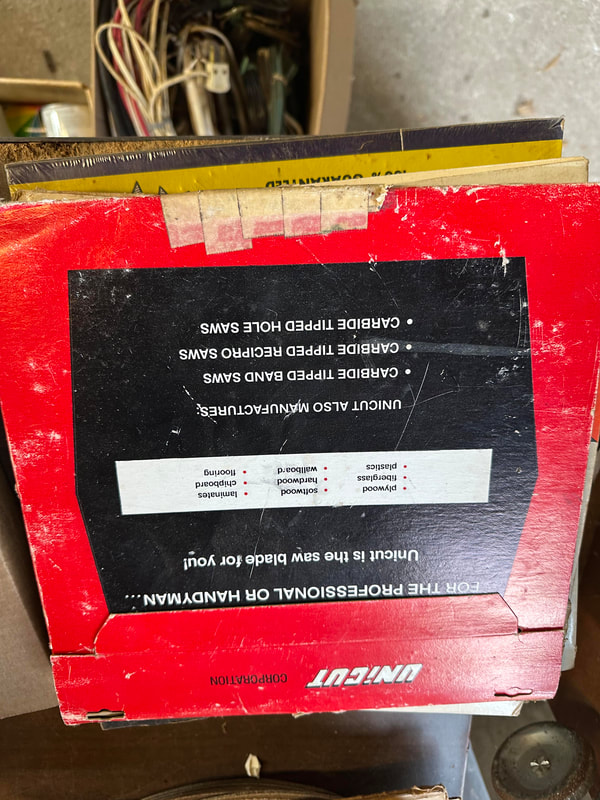 UNICUT CORPORATION
FOR THE PROFESSIONAL OR HANDYMAN...
Unicut is the saw blade for you!
• plywood • softwood • laminates
• fiberglass • hardwood • chipboard
• plastics • wallboard • flooring
UNICUT ALSO MANUFACTURES:
• CARBIDE TIPPED BAND SAWS
• CARBIDE TIPPED RECIPRO SAWS
• CARBIDE TIPPED HOLE SAWS
100% GUARANTEED